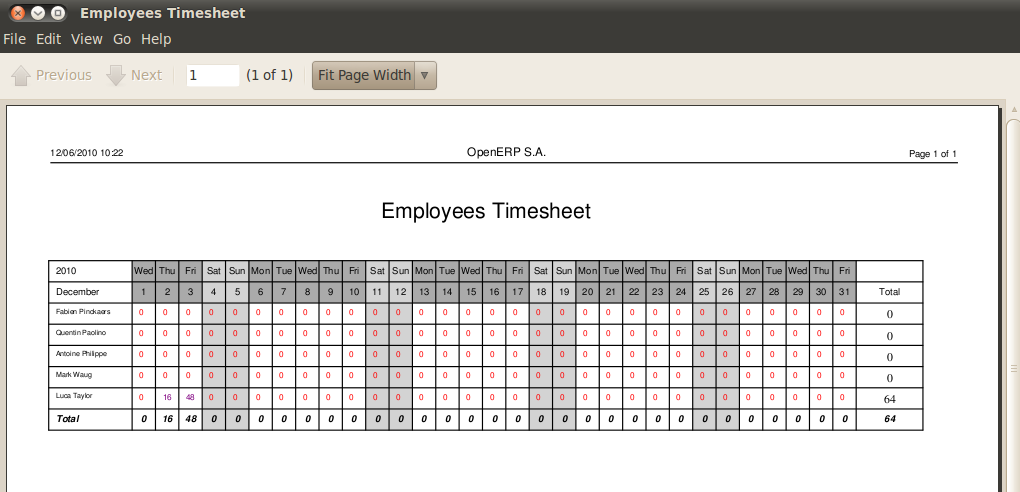 Employees Timesheet
File Edit View Go Help
Previous Next 1 (1 of 1) Fit Page Width
12/06/2010 10:22 OpenERP S.A. Page 1 of 1
Employees Timesheet
2010 Wed Thu Fri Sat Sun Mon Tue Wed Thu Fri Sat Sun Mon Tue Wed Thu Fri Sat Sun Mon Tue Wed Thu Fri Sat Sun Mon Tue Wed Thu Fri
December 1 2 3 4 5 6 7 8 9 10 11 12 13 14 15 16 17 18 19 20 21 22 23 24 25 26 27 28 29 30 31 Total
Fabien Pinckaers 0 0 0 0 0 0 0 0 0 0 0 0 0 0 0 0 0 0 0 0 0 0 0 0 0 0 0 0 0 0 0 0
Quentin Paolino 0 0 0 0 0 0 0 0 0 0 0 0 0 0 0 0 0 0 0 0 0 0 0 0 0 0 0 0 0 0 0 0
Antoine Philippe 0 0 0 0 0 0 0 0 0 0 0 0 0 0 0 0 0 0 0 0 0 0 0 0 0 0 0 0 0 0 0 0
Mark Waug 0 0 0 0 0 0 0 0 0 0 0 0 0 0 0 0 0 0 0 0 0 0 0 0 0 0 0 0 0 0 0 0
Luca Taylor 0 16 48 0 0 0 0 0 0 0 0 0 0 0 0 0 0 0 0 0 0 0 0 0 0 0 0 0 0 0 0 64
Total 0 16 48 0 0 0 0 0 0 0 0 0 0 0 0 0 0 0 0 0 0 0 0 0 0 0 0 0 0 0 0 64